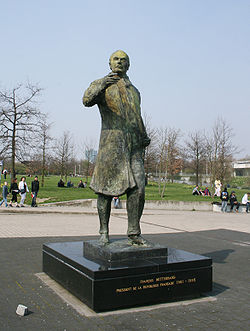 FRANÇOIS MITTERRAND
PRESIDENT DE LA REPUBLIQUE FRANÇAISE 1981-1995